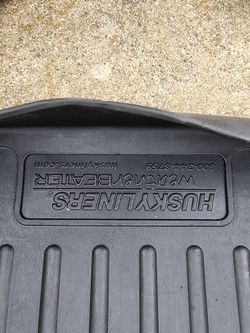 HUSKYLINERS®
weatherBEATER
800-344-8759
huskyliners.com